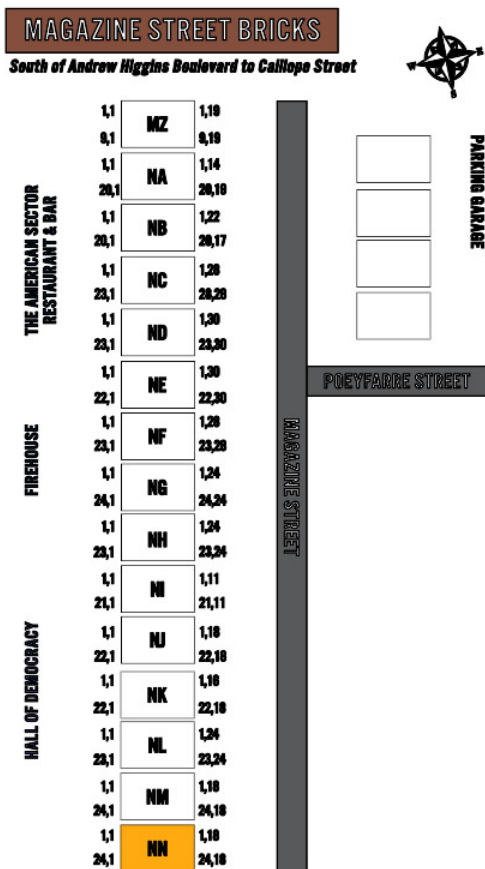 MAGAZINE STREET BRICKS
South of Andrew Higgins Boulevard to Calliope Street
N
E
W
S
1,1 MZ 1,19
9,1 9,19
1,1 NA 1,14
20,1 20,18
1,1 NB 1,22
20,1 20,17
1,1 NC 1,28
23,1 28,28
1,1 ND 1,30
23,1 23,30
1,1 NE 1,30
22,1 22,30
1,1 NF 1,28
23,1 23,28
1,1 NG 1,24
24,1 24,24
1,1 NH 1,24
23,1 23,24
1,1 NI 1,11
21,1 21,11
1,1 NJ 1,18
22,1 22,18
1,1 NK 1,18
22,1 22,18
1,1 NL 1,24
23,1 23,24
1,1 NM 1,18
24,1 24,18
1,1 NN 1,18
24,1 24,18
THE AMERICAN SECTOR
RESTAURANT & BAR
FIREHOUSE
HALL OF DEMOCRACY
MAGAZINE STREET
POEYFARRE STREET
PARKING GARAGE